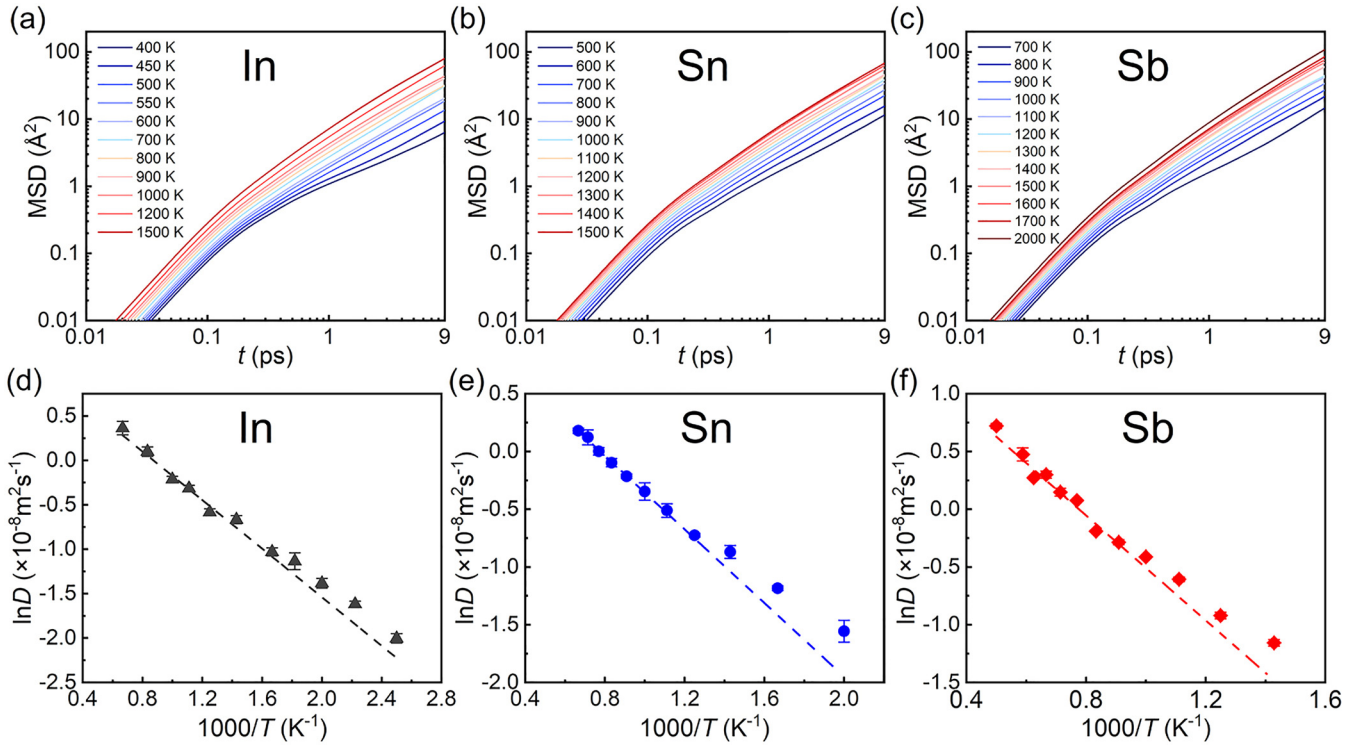 (a)
In
400 K
450 K
500 K
550 K
600 K
700 K
800 K
900 K
1000 K
1200 K
1500 K
MSD (Å²)
100
10
1
0.1
0.01
0.01
0.1
1
9
t (ps)
(b)
Sn
500 K
600 K
700 K
800 K
900 K
1000 K
1100 K
1200 K
1300 K
1400 K
1500 K
MSD (Å²)
100
10
1
0.1
0.01
0.01
0.1
1
9
t (ps)
(c)
Sb
700 K
800 K
900 K
1000 K
1100 K
1200 K
1300 K
1400 K
1500 K
1600 K
1700 K
2000 K
MSD (Å²)
100
10
1
0.1
0.01
0.01
0.1
1
9
t (ps)
(d)
In
lnD (×10⁻⁸m²s⁻¹)
0.5
0.0
-0.5
-1.0
-1.5
-2.0
-2.5
0.4
0.8
1.2
1.6
2.0
2.4
2.8
1000/T (K⁻¹)
(e)
Sn
lnD (×10⁻⁸m²s⁻¹)
0.5
0.0
-0.5
-1.0
-1.5
-2.0
0.4
0.8
1.2
1.6
2.0
1000/T (K⁻¹)
(f)
Sb
lnD (×10⁻⁸m²s⁻¹)
1.0
0.5
0.0
-0.5
-1.0
-1.5
0.4
0.8
1.2
1.6
1000/T (K⁻¹)